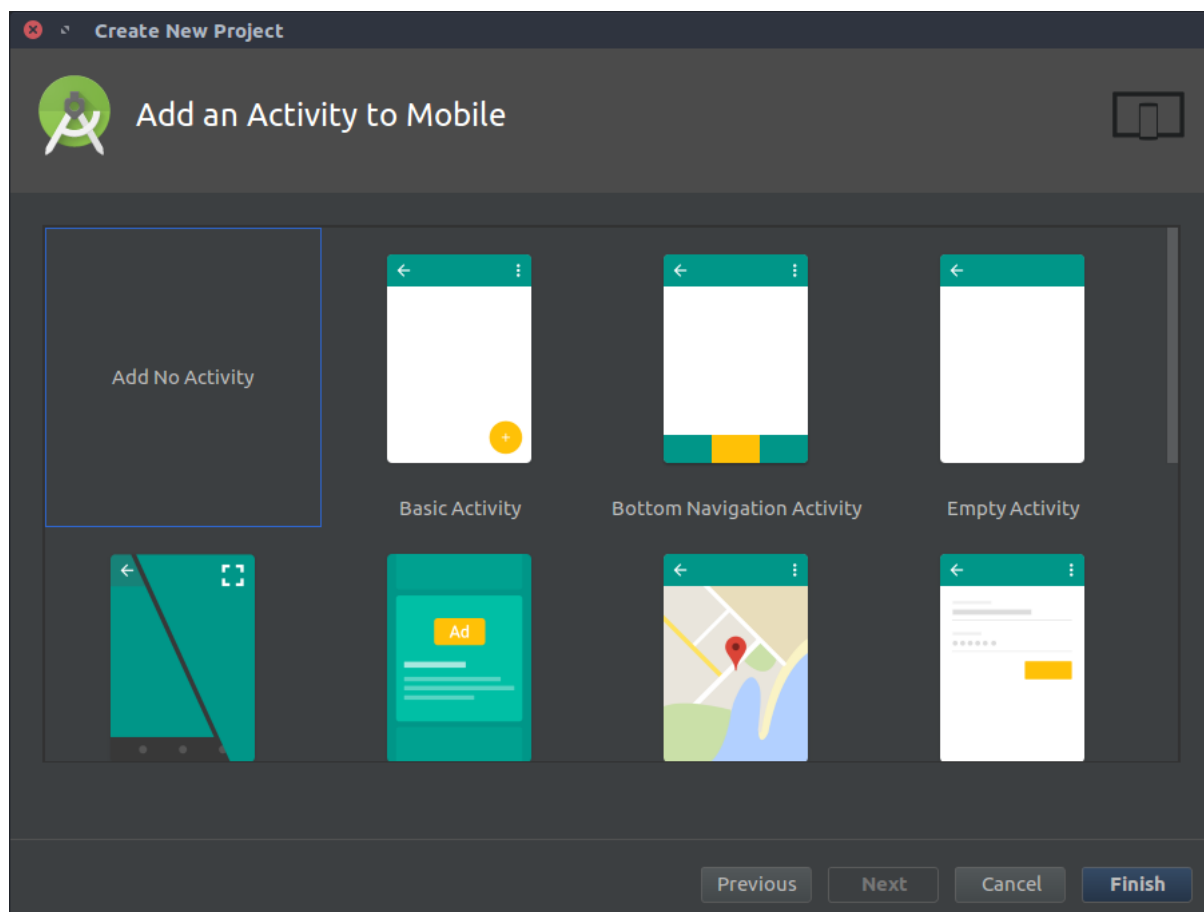 Create New Project
Add an Activity to Mobile
Add No Activity
Basic Activity
Bottom Navigation Activity
Empty Activity
Ad
Previous
Next
Cancel
Finish